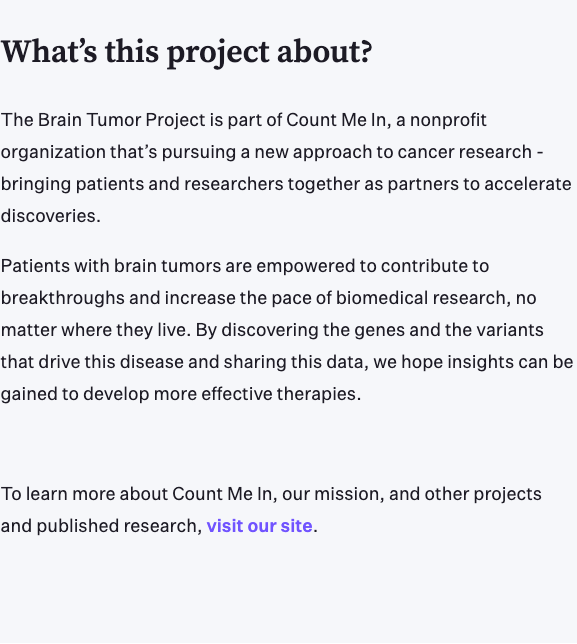 What’s this project about?
The Brain Tumor Project is part of Count Me In, a nonprofit
organization that’s pursuing a new approach to cancer research -
bringing patients and researchers together as partners to accelerate
discoveries.
Patients with brain tumors are empowered to contribute to
breakthroughs and increase the pace of biomedical research, no
matter where they live. By discovering the genes and the variants
that drive this disease and sharing this data, we hope insights can be
gained to develop more effective therapies.
To learn more about Count Me In, our mission, and other projects
and published research, visit our site.